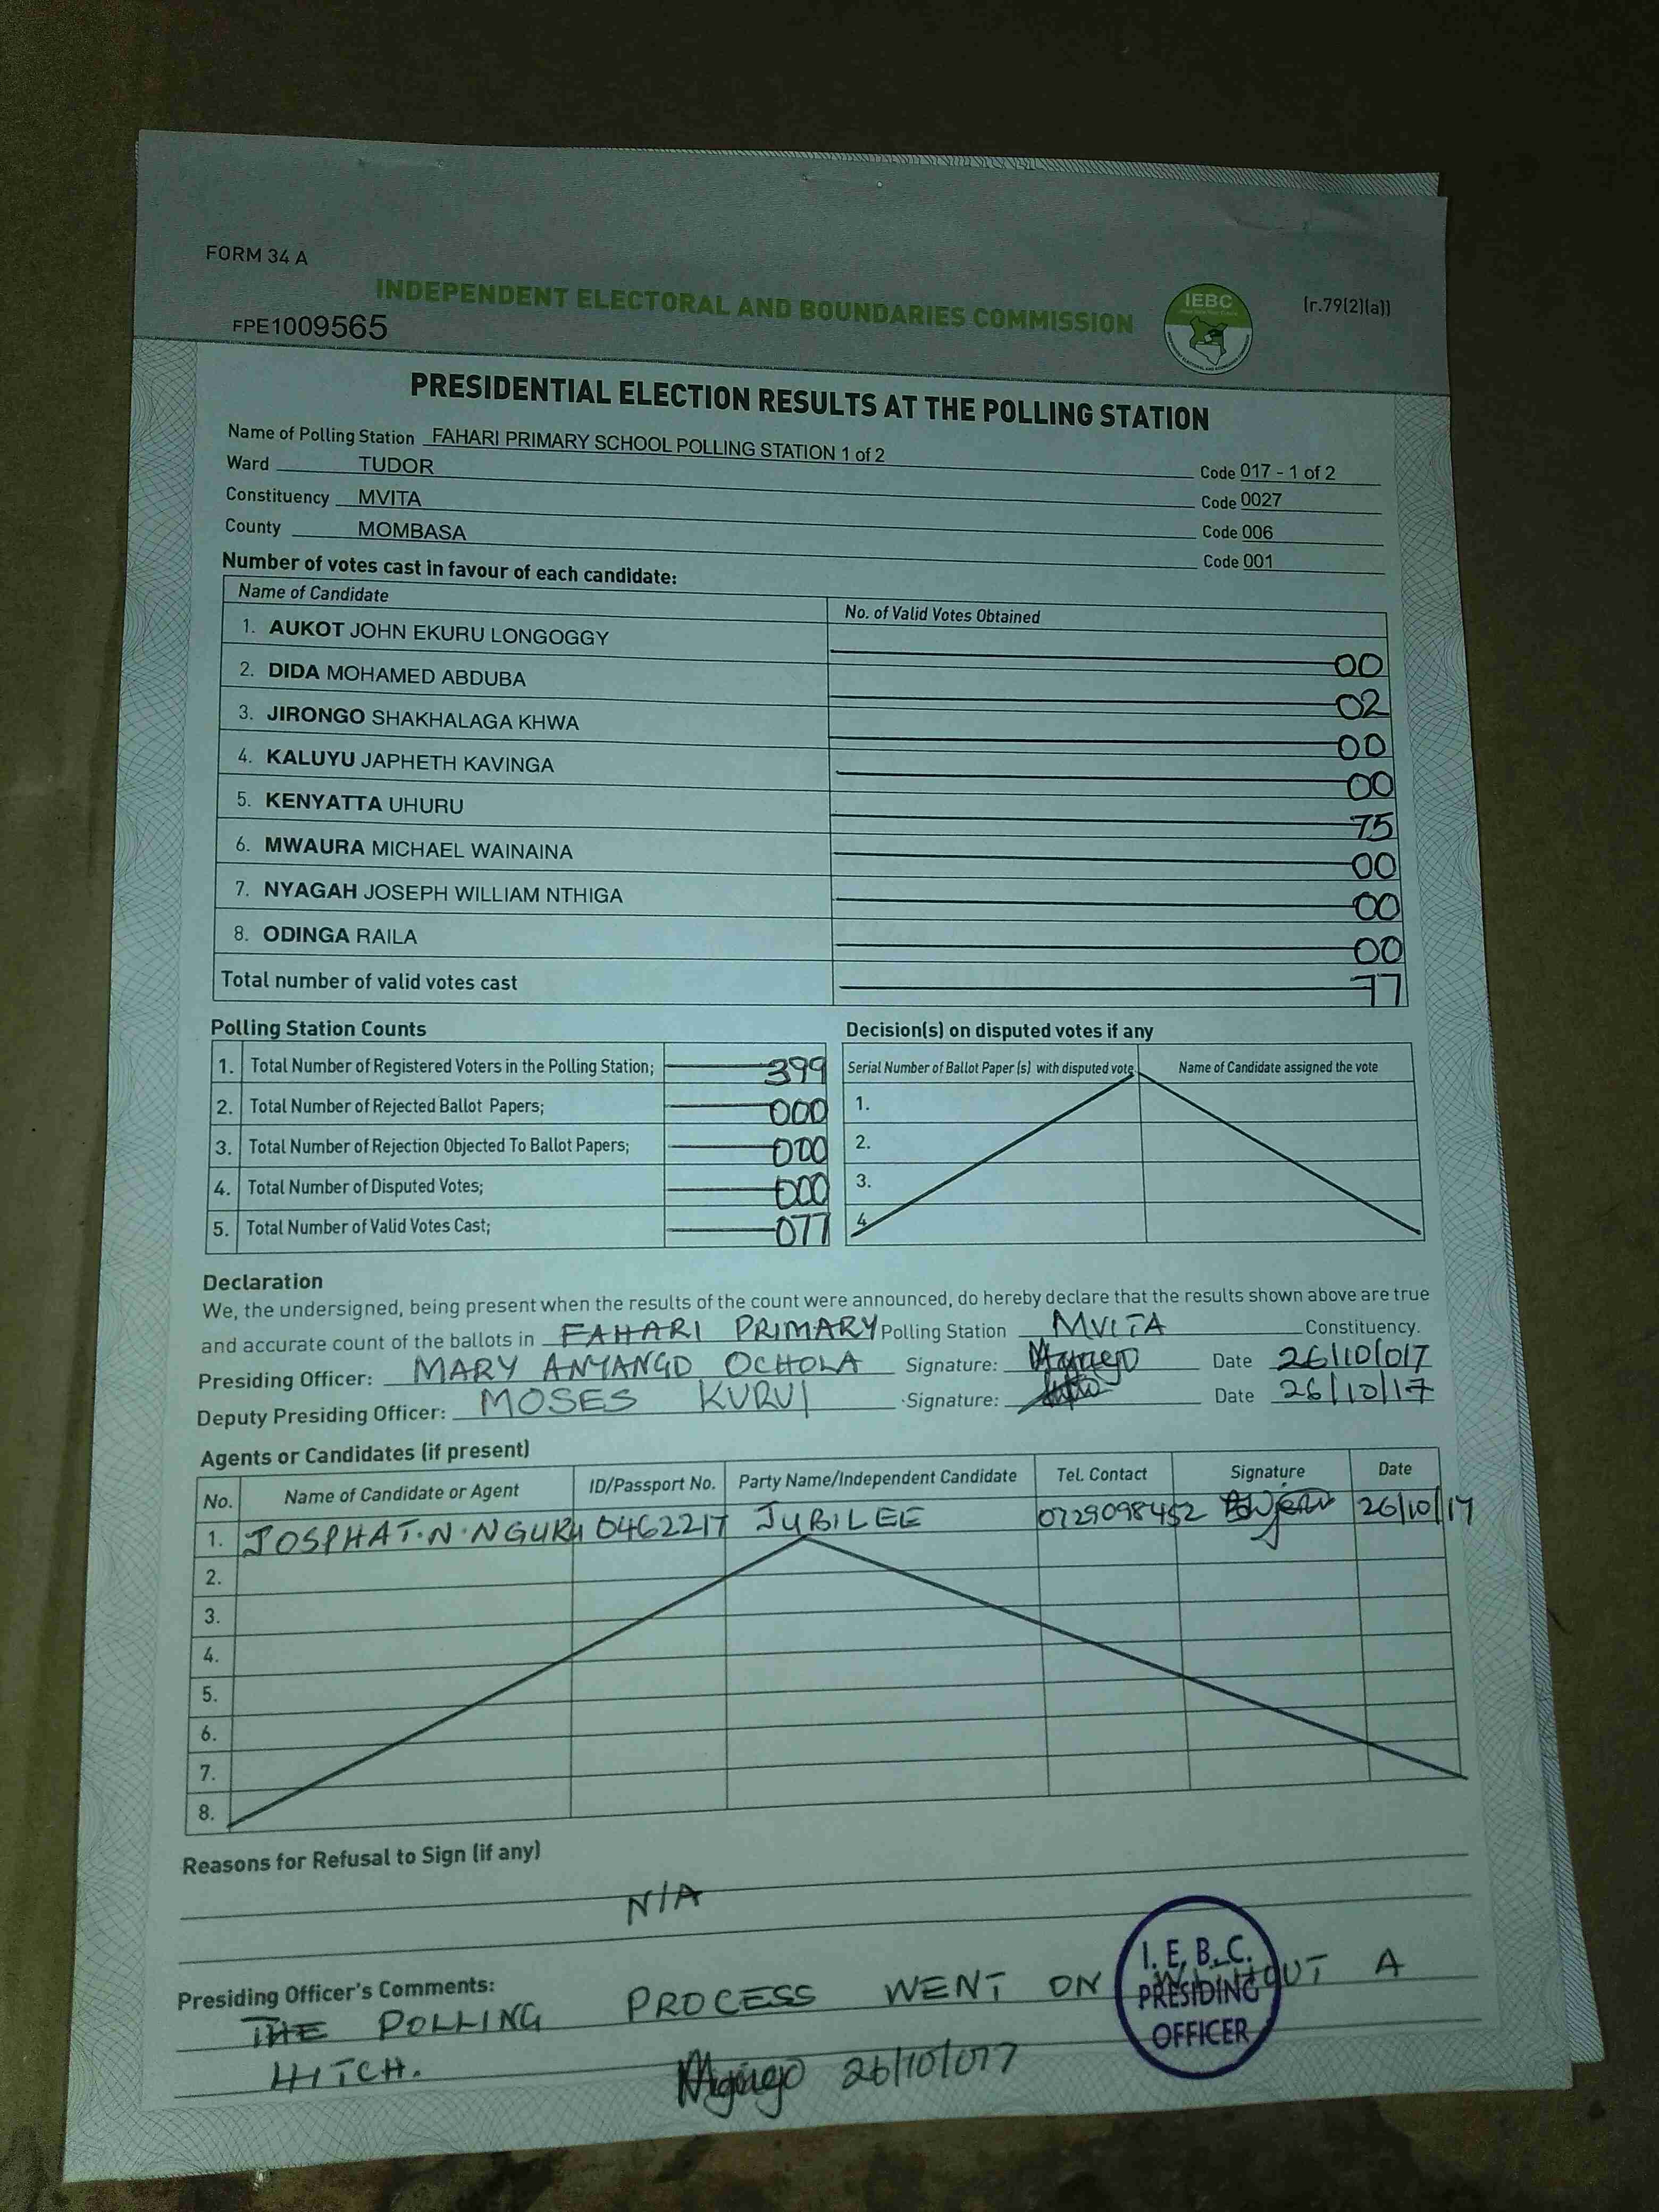 FORM 34 A
INDEPENDENT ELECTORAL AND BOUNDARIES COMMISSION
IEBC
(r.79(2)(a))
FPE1009565
PRESIDENTIAL ELECTION RESULTS AT THE POLLING STATION
Name of Polling Station FAHARI PRIMARY SCHOOL POLLING STATION 1 of 2 Code 017 - 1 of 2
Ward TUDOR Code 0027
Constituency MVITA Code 006
County MOMBASA Code 001
Number of votes cast in favour of each candidate:
Name of Candidate No. of Valid Votes Obtained
1. AUKOT JOHN EKURU LONGOGGY 00
2. DIDA MOHAMED ABDUBA 02
3. JIRONGO SHAKHALAGA KHWA 00
4. KALUYU JAPHETH KAVINGA 00
5. KENYATTA UHURU 75
6. MWAURA MICHAEL WAINAINA 00
7. NYAGAH JOSEPH WILLIAM NTHIGA 00
8. ODINGA RAILA 00
Total number of valid votes cast 77
Polling Station Counts
1. Total Number of Registered Voters in the Polling Station; 399
2. Total Number of Rejected Ballot Papers; 000
3. Total Number of Rejection Objected To Ballot Papers; 000
4. Total Number of Disputed Votes; 000
5. Total Number of Valid Votes Cast; 077
Decision(s) on disputed votes if any
Serial Number of Ballot Paper (s) with disputed vote Name of Candidate assigned the vote
1.
2.
3.
4
Declaration
We, the undersigned, being present when the results of the count were announced, do hereby declare that the results shown above are true
and accurate count of the ballots in FAHARI PRIMARY Polling Station MVITA Constituency.
Presiding Officer: MARY ANYANGO OCHOLA Signature: Date 26/10/017
Deputy Presiding Officer: MOSES KURUI Signature: Date 26/10/17
Agents or Candidates (if present)
No. Name of Candidate or Agent ID/Passport No. Party Name/Independent Candidate Tel. Contact Signature Date
1. JOSPHAT.N.NGURU 0462217 JUBILEE 0729098452 26/10/17
2.
3.
4.
5.
6.
7.
8.
Reasons for Refusal to Sign (if any)
N/A
Presiding Officer's Comments:
THE POLLING PROCESS WENT ON WITHOUT A
HITCH.
26/10/017
I.E.B.C.
PRESIDING
OFFICER